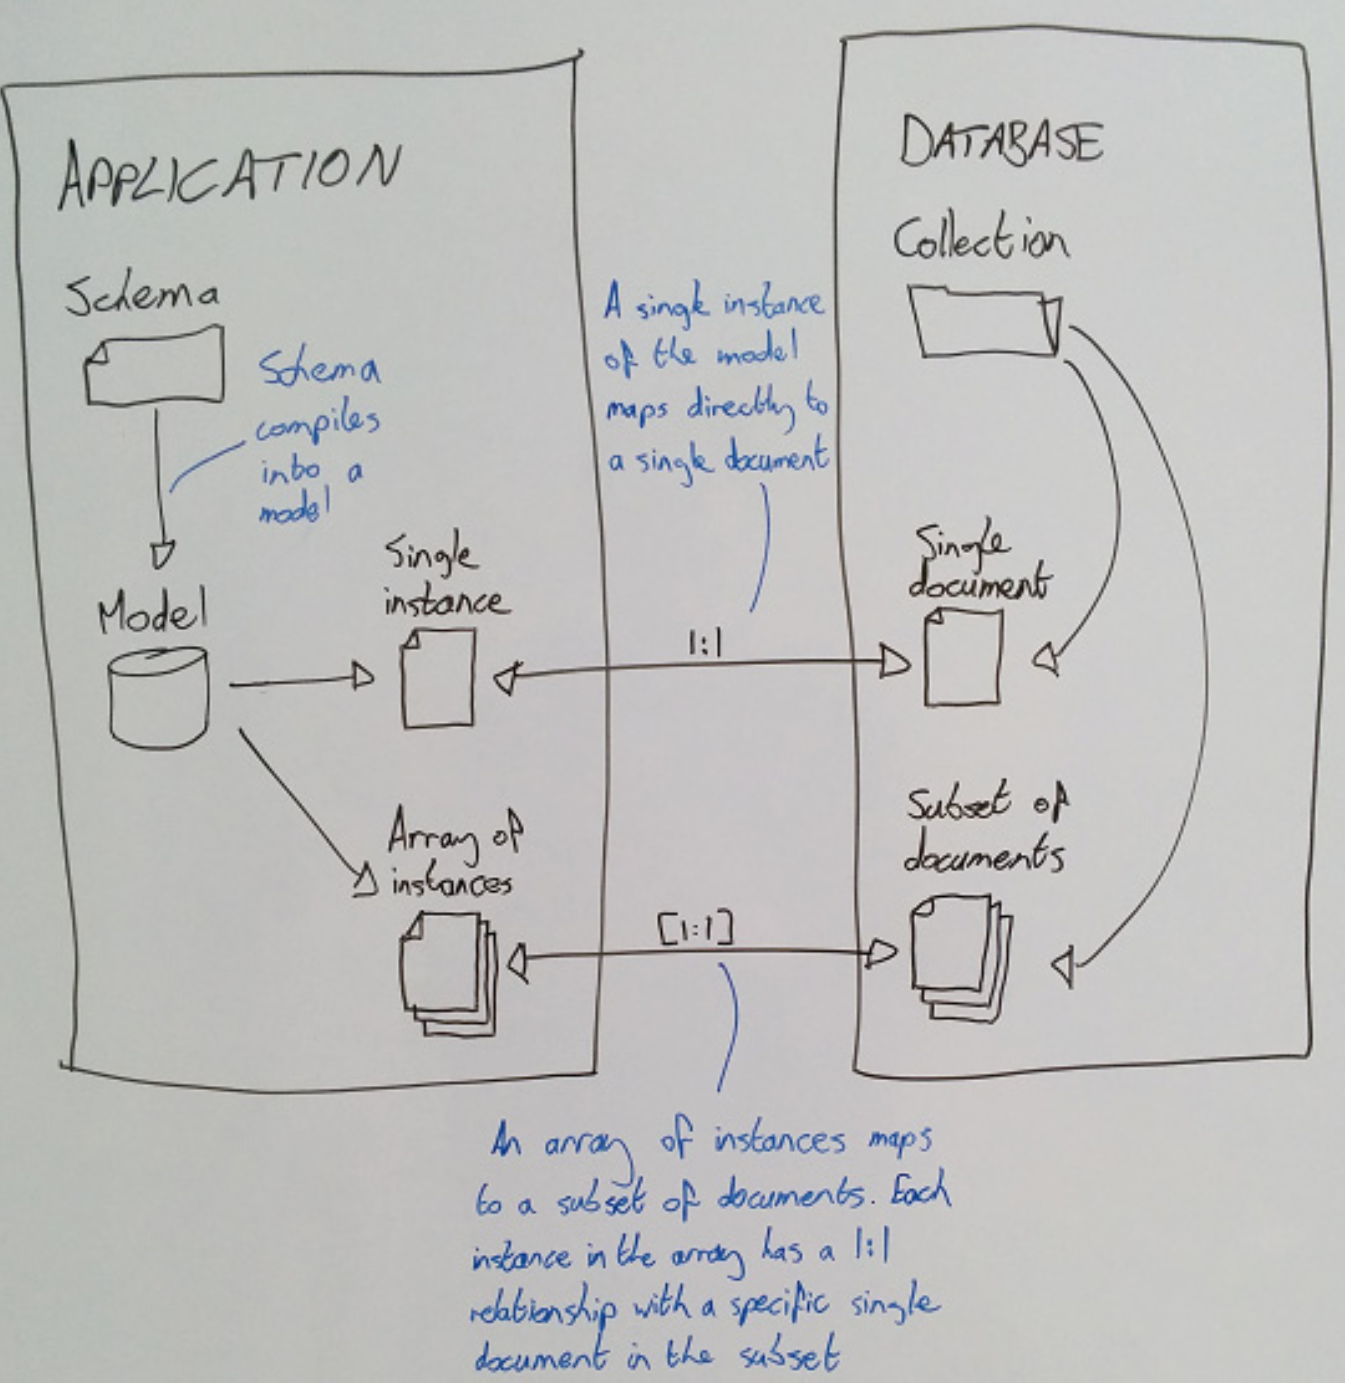 APPLICATION
Schema
Schema
compiles
into a
model
Model
Single
instance
Array of
instances
A single instance
of the model
maps directly to
a single document
1:1
[1:1]
DATABASE
Collection
Single
document
Subset of
documents
An array of instances maps
to a subset of documents. Each
instance in the array has a 1:1
relationship with a specific single
document in the subset